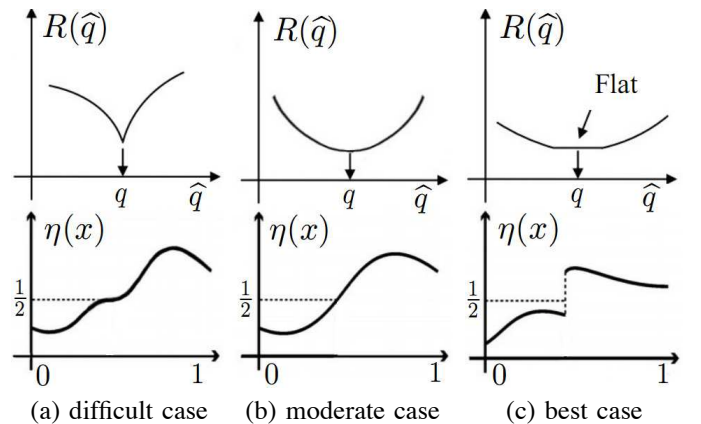 R(q̂)
q
q̂
η(x)
1/2
0
1
(a) difficult case
R(q̂)
q
q̂
η(x)
1/2
0
1
(b) moderate case
R(q̂)
Flat
q
q̂
η(x)
1/2
0
1
(c) best case